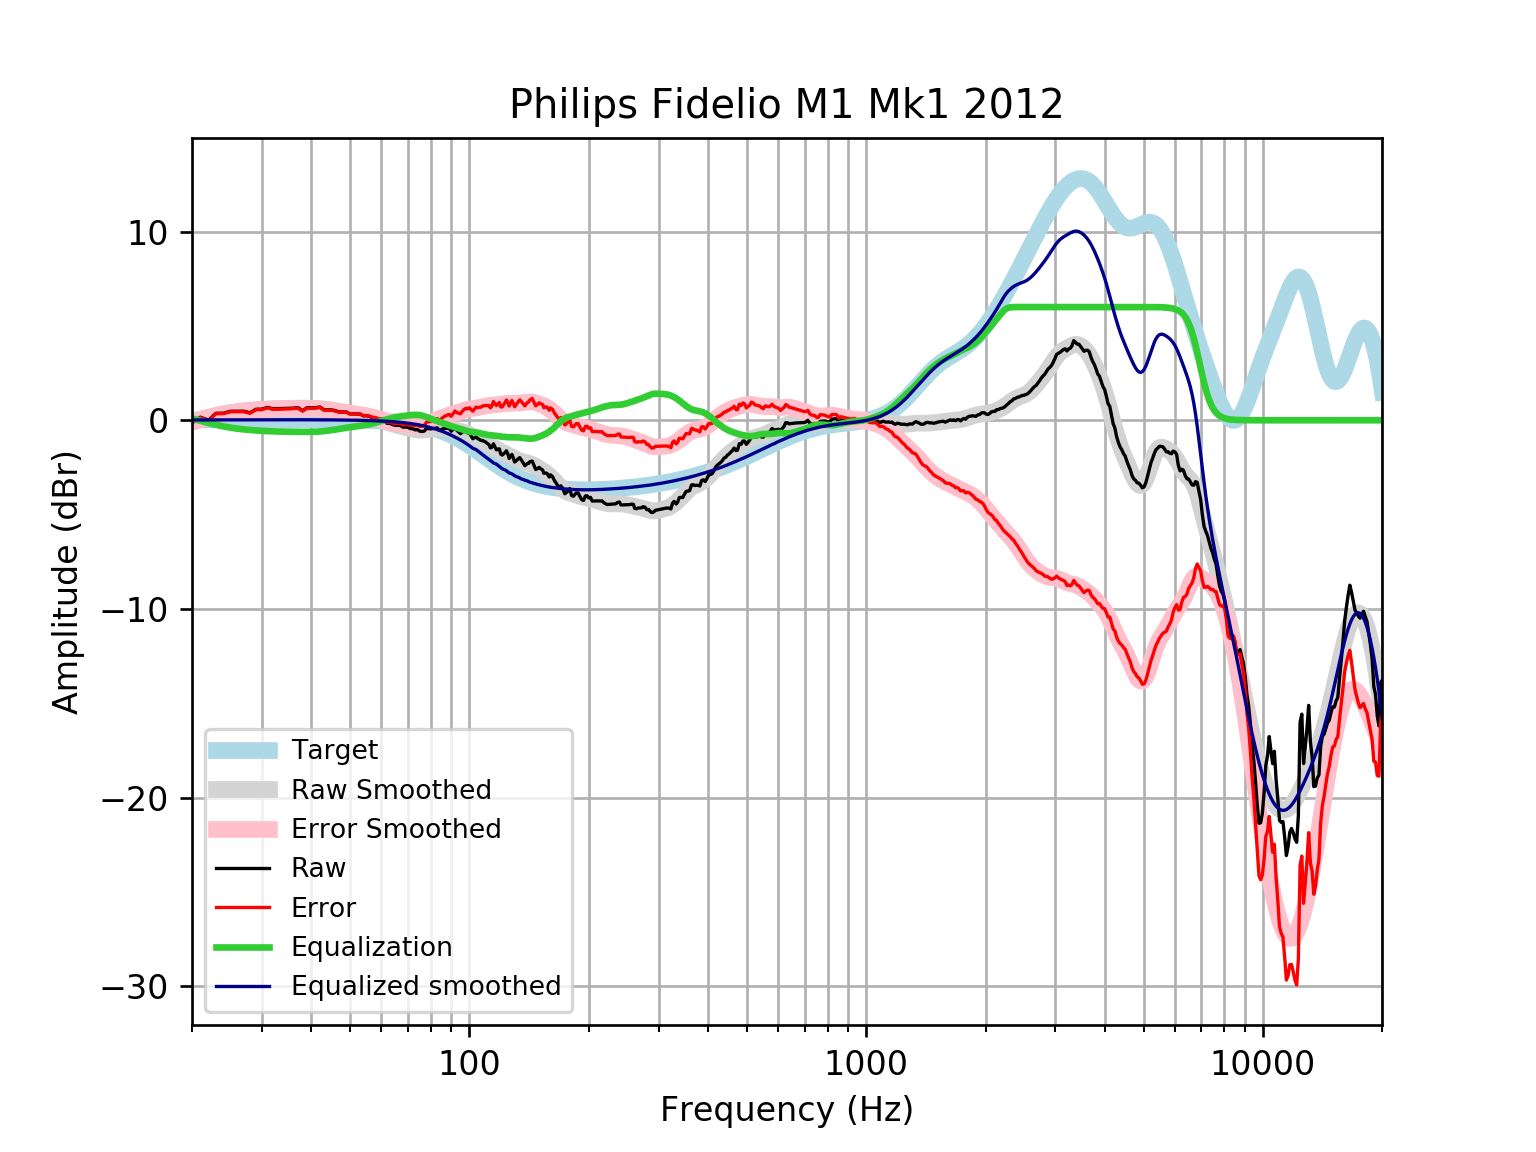 Philips Fidelio M1 Mk1 2012
Amplitude (dBr)
10
0
−10
−20
−30
Target
Raw Smoothed
Error Smoothed
Raw
Error
Equalization
Equalized smoothed
100
1000
10000
Frequency (Hz)